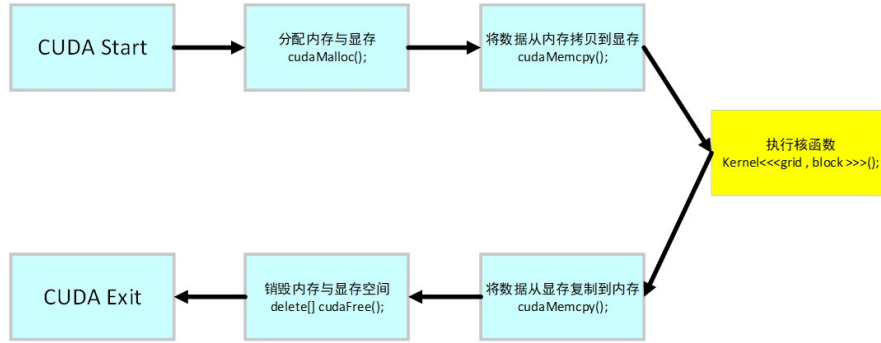 CUDA Start
分配内存与显存
cudaMalloc();
将数据从内存拷贝到显存
cudaMemcpy();
执行核函数
Kernel<<<grid , block >>>();
将数据从显存复制到内存
cudaMemcpy();
销毁内存与显存空间
delete[] cudaFree();
CUDA Exit